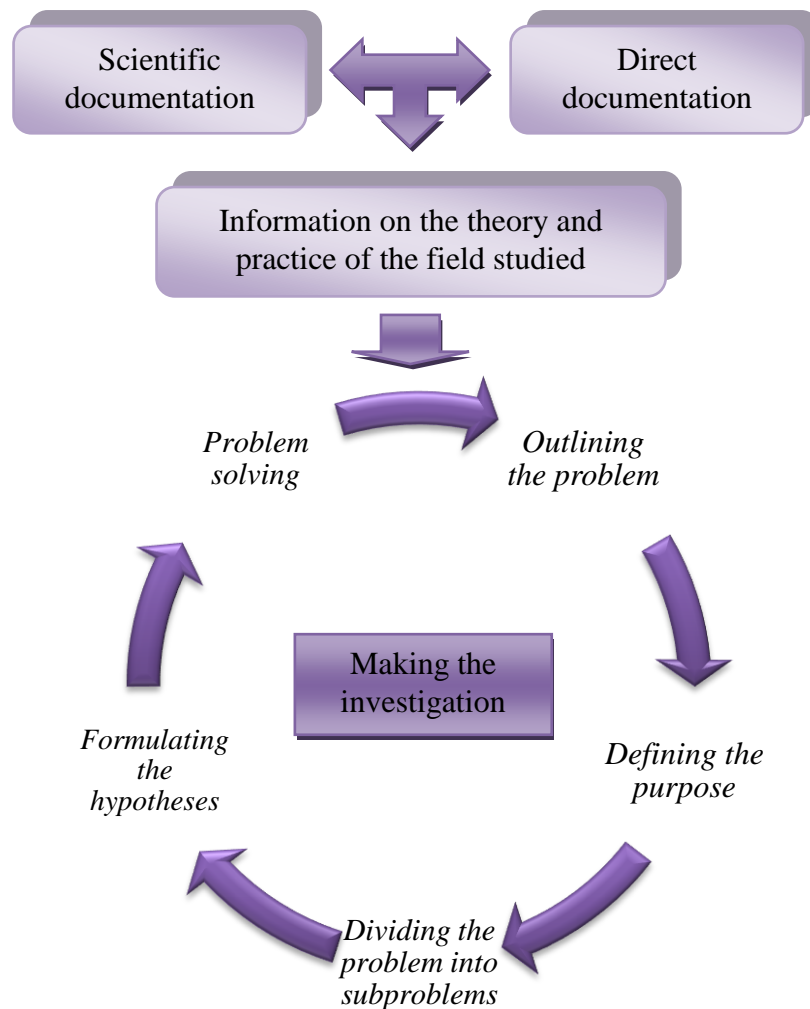 Scientific
documentation
Direct
documentation
Information on the theory and
practice of the field studied
Problem
solving
Outlining
the problem
Making the
investigation
Formulating
the
hypotheses
Defining the
purpose
Dividing the
problem into
subproblems